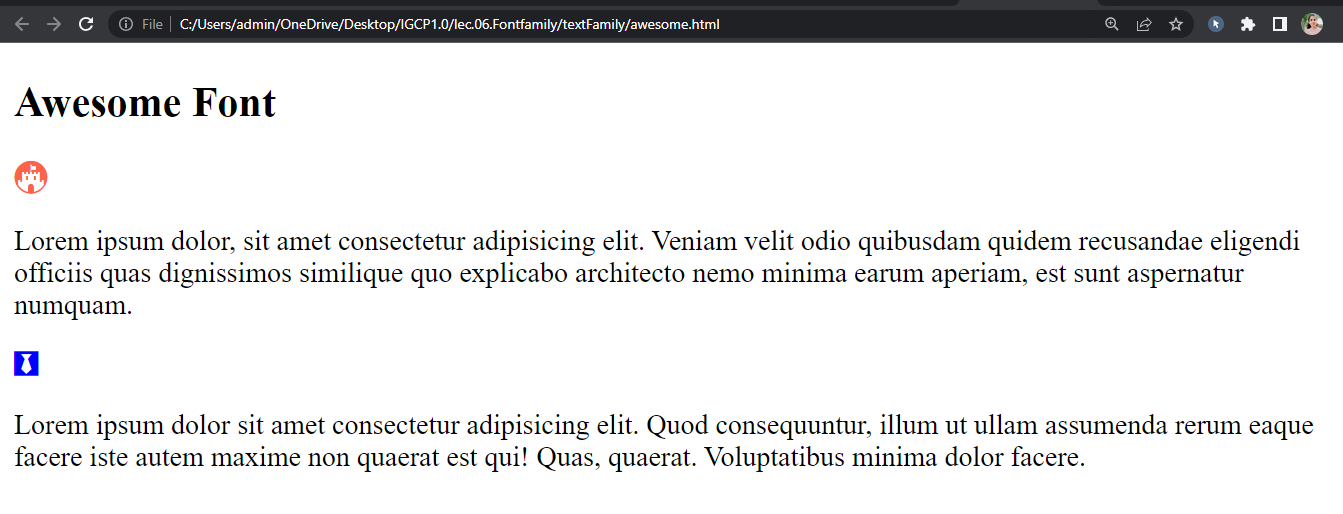 File C:/Users/admin/OneDrive/Desktop/IGCP1.0/lec.06.Fontfamily/textFamily/awesome.html
Awesome Font
Lorem ipsum dolor, sit amet consectetur adipisicing elit. Veniam velit odio quibusdam quidem recusandae eligendi
officiis quas dignissimos similique quo explicabo architecto nemo minima earum aperiam, est sunt aspernatur
numquam.
Lorem ipsum dolor sit amet consectetur adipisicing elit. Quod consequuntur, illum ut ullam assumenda rerum eaque
facere iste autem maxime non quaerat est qui! Quas, quaerat. Voluptatibus minima dolor facere.